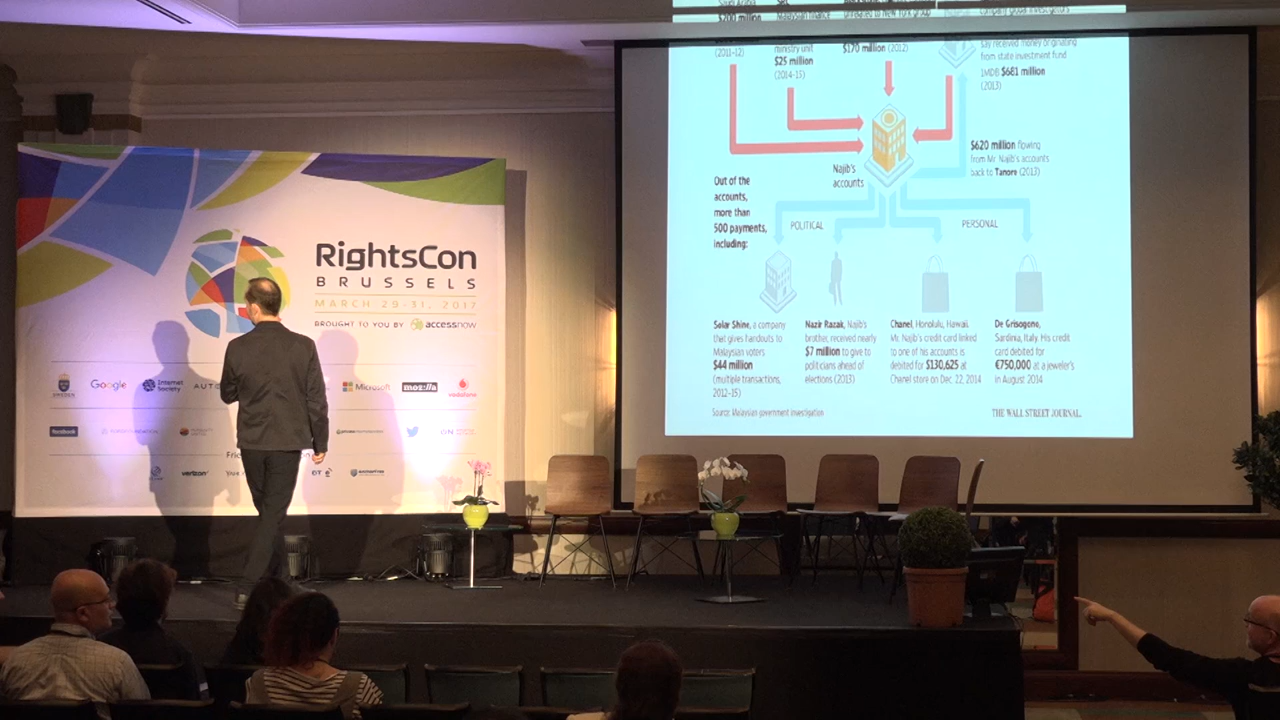 RightsCon
BRUSSELS
MARCH 29-31, 2017
BROUGHT TO YOU BY accessnow
SWEDEN
Google
Internet
Society
AUT
Microsoft
moz://a
vodafone
facebook
verizon
BT
$200 million
(2011-12)
ministry unit
$25 million
(2014-15)
$170 million (2012)
say received money originating
from state investment fund
1MDB $681 million
(2013)
Najib's
accounts
$620 million flowing
from Mr. Najib's accounts
back to Tanore (2013)
Out of the
accounts,
more than
500 payments,
including:
POLITICAL
PERSONAL
Solar Shine, a company
that gives handouts to
Malaysian voters
$44 million
(multiple transactions,
2012-15)
Nazir Razak, Najib's
brother, received nearly
$7 million to give to
politicians ahead of
elections (2013)
Chanel, Honolulu, Hawaii.
Mr. Najib's credit card linked
to one of his accounts is
debited for $130,625 at
Chanel store on Dec. 22, 2014
De Grisogono,
Sardinia, Italy. His credit
card debited for
€750,000 at a jeweler's
in August 2014
Source: Malaysian government investigation
THE WALL STREET JOURNAL.